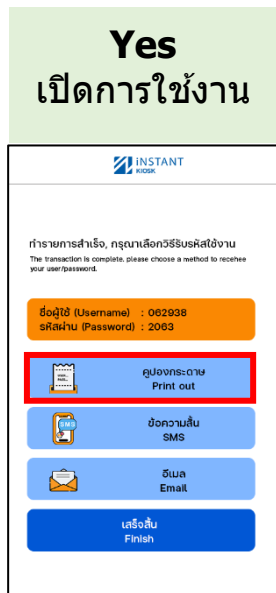 Yes
เปิดการใช้งาน
INSTANT
KIOSK
ทำรายการสำเร็จ, กรุณาเลือกวิธีรับรหัสใช้งาน
The transaction is complete. please choose a method to recehee
your user/password.
ชื่อผู้ใช้ (Username) : 062938
รหัสผ่าน (Password) : 2063
คูปองกระดาษ
Print out
ข้อความสั้น
SMS
SMS
อีเมล
Email
เสร็จสิ้น
Finish